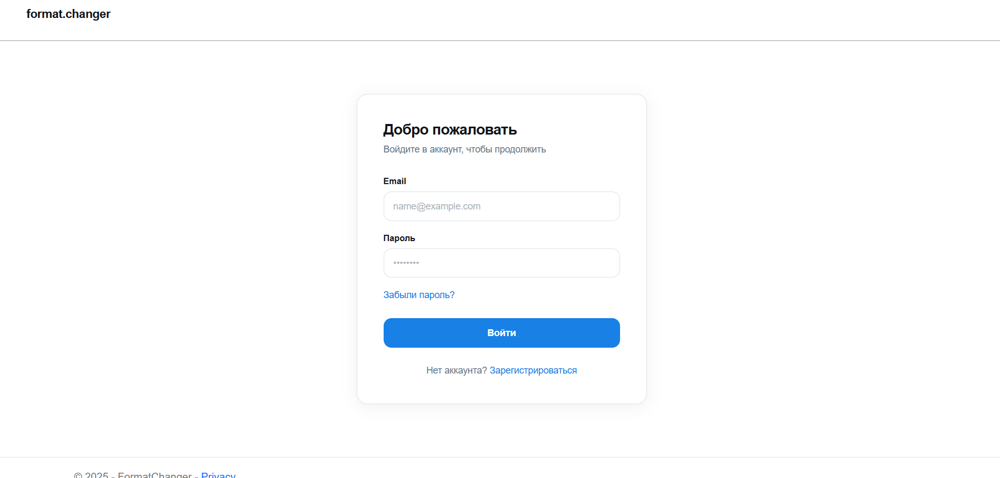 format.changer
Добро пожаловать
Войдите в аккаунт, чтобы продолжить
Email
name@example.com
Пароль
••••••••
Забыли пароль?
Войти
Нет аккаунта? Зарегистрироваться
© 2025 - FormatChanger - Privacy